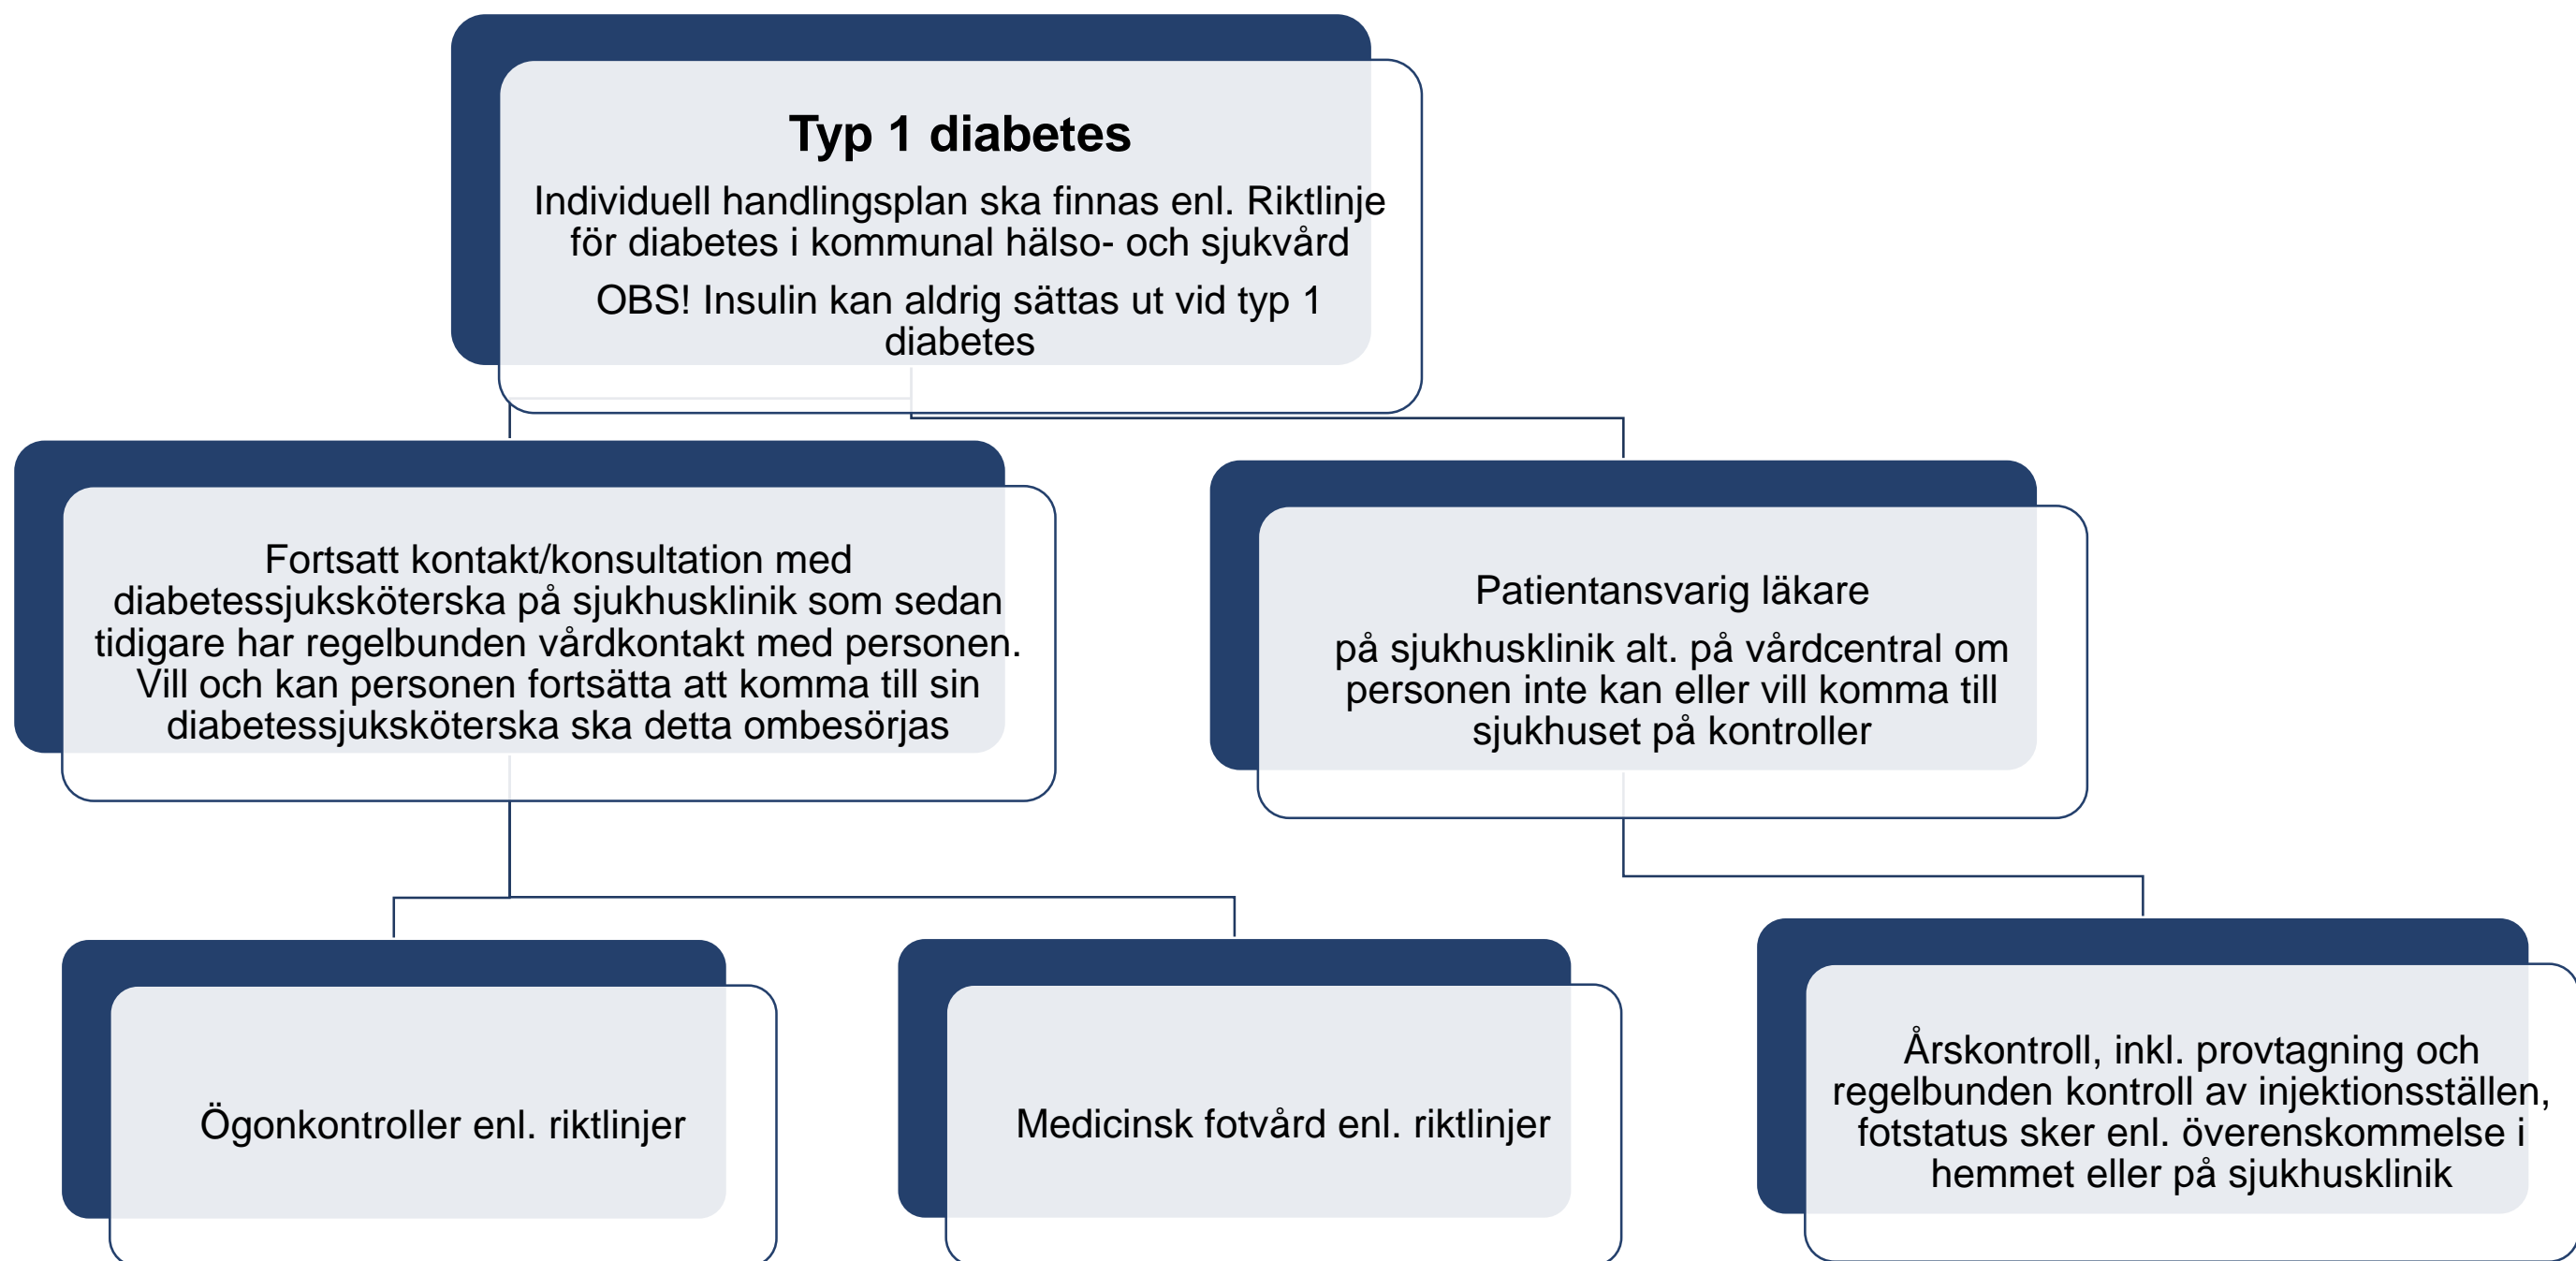 Typ 1 diabetes
Individuell handlingsplan ska finnas enl. Riktlinje
för diabetes i kommunal hälso- och sjukvård
OBS! Insulin kan aldrig sättas ut vid typ 1
diabetes
Fortsatt kontakt/konsultation med
diabetessjuksköterska på sjukhusklinik som sedan
tidigare har regelbunden vårdkontakt med personen.
Vill och kan personen fortsätta att komma till sin
diabetessjuksköterska ska detta ombesörjas
Patientansvarig läkare
på sjukhusklinik alt. på vårdcentral om
personen inte kan eller vill komma till
sjukhuset på kontroller
Ögonkontroller enl. riktlinjer
Medicinsk fotvård enl. riktlinjer
Årskontroll, inkl. provtagning och
regelbunden kontroll av injektionsställen,
fotstatus sker enl. överenskommelse i
hemmet eller på sjukhusklinik